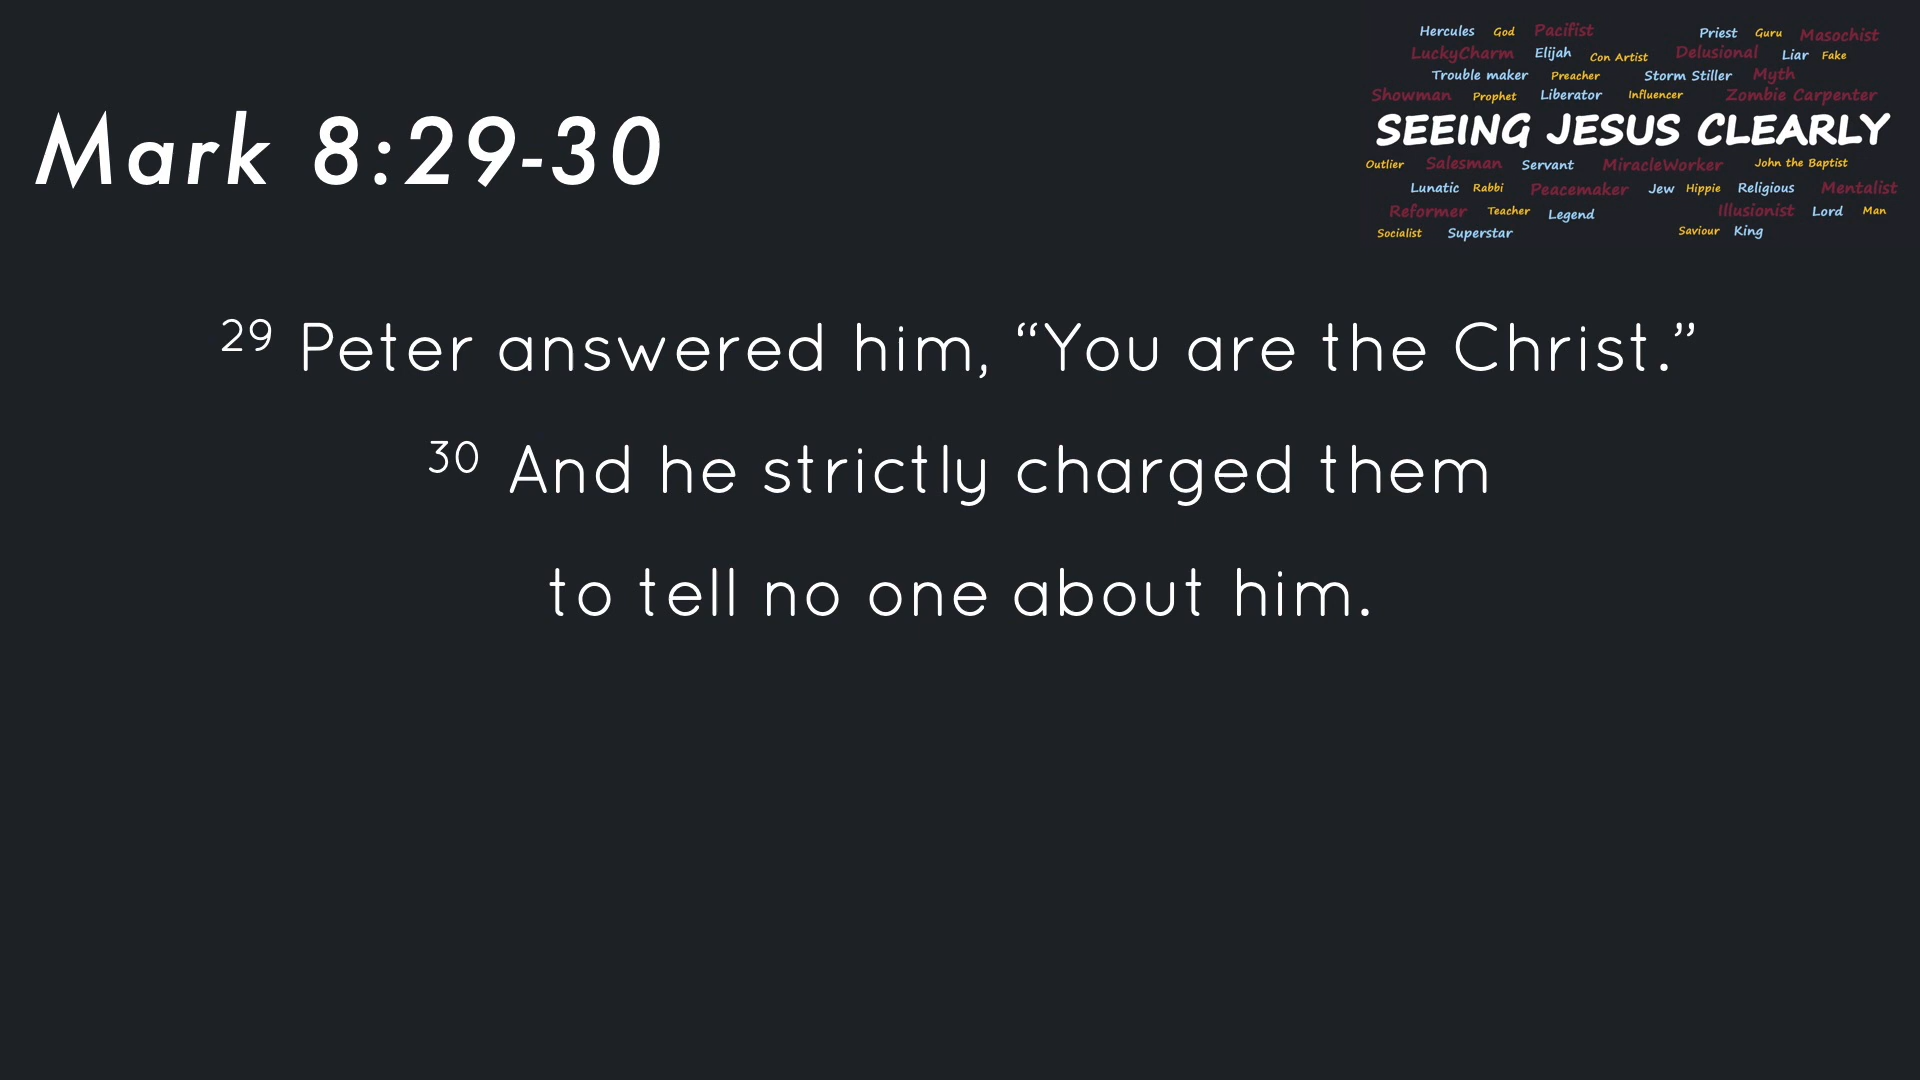 Mark 8:29-30
Hercules God Pacifist Priest Guru Masochist
LuckyCharm Elijah Con Artist Delusional Liar Fake
Trouble maker Preacher Storm Stiller Myth
Showman Prophet Liberator Influencer Zombie Carpenter
SEEING JESUS CLEARLY
Outlier Salesman Servant MiracleWorker John the Baptist
Lunatic Rabbi Peacemaker Jew Hippie Religious Mentalist
Reformer Teacher Legend Illusionist Lord Man
Socialist Superstar Saviour King
29 Peter answered him, “You are the Christ.”
30 And he strictly charged them
to tell no one about him.